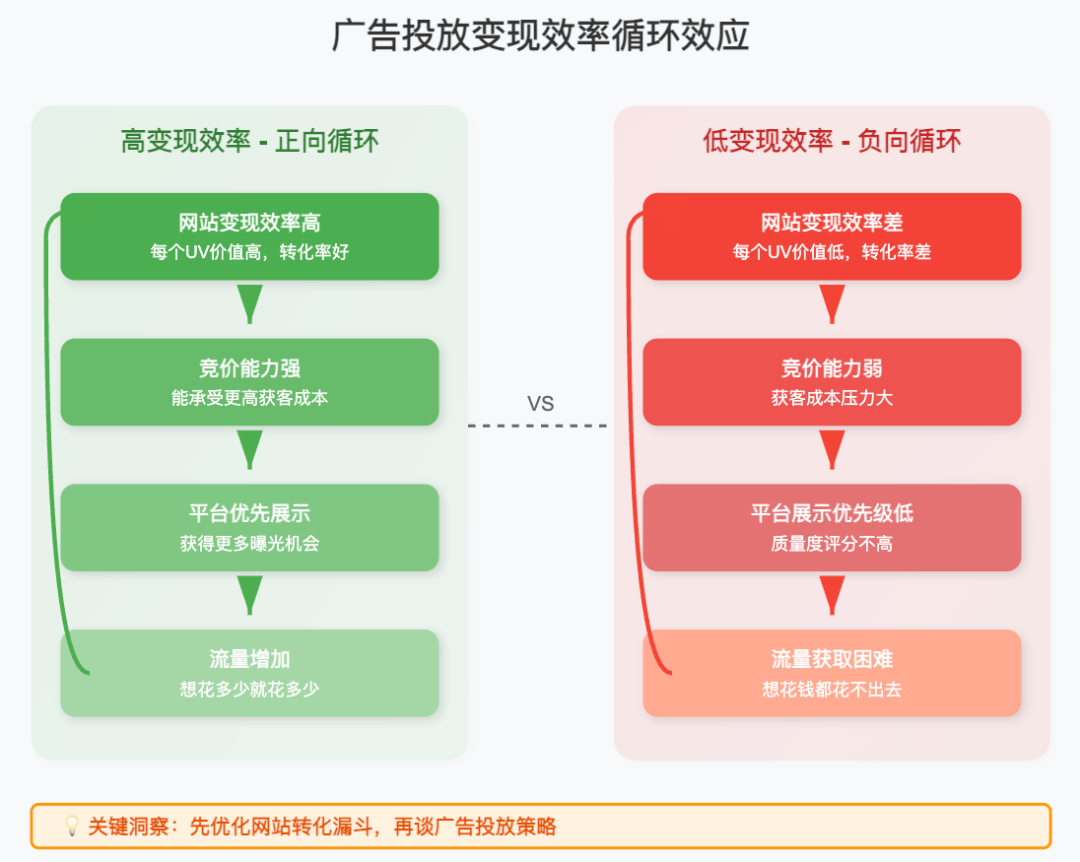 广告投放变现效率循环效应
高变现效率 - 正向循环
网站变现效率高
每个UV价值高，转化率好
竞价能力强
能承受更高获客成本
平台优先展示
获得更多曝光机会
流量增加
想花多少就花多少
VS
低变现效率 - 负向循环
网站变现效率差
每个UV价值低，转化率差
竞价能力弱
获客成本压力大
平台展示优先级低
质量度评分不高
流量获取困难
想花钱都花不出去
💡 关键洞察：先优化网站转化漏斗，再谈广告投放策略